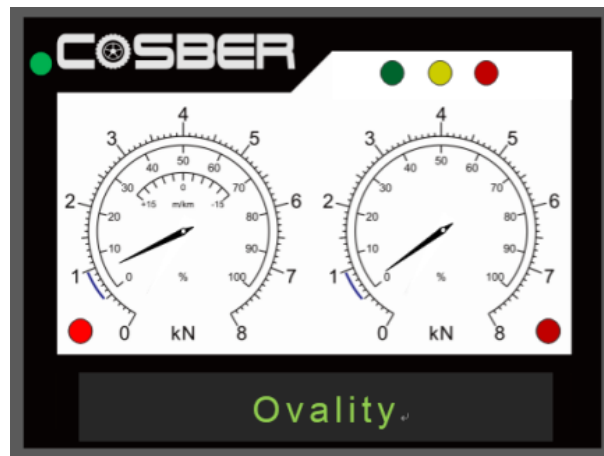 COSBER
4 4
3 5 3 5
40 50 60 40 50 60
30 0 70 30 70
+15 m/km -15
2 20 80 6 2 20 80 6
10 90 10 90
1 0 % 100 7 1 0 % 100 7
0 kN 8 0 kN 8
Ovality